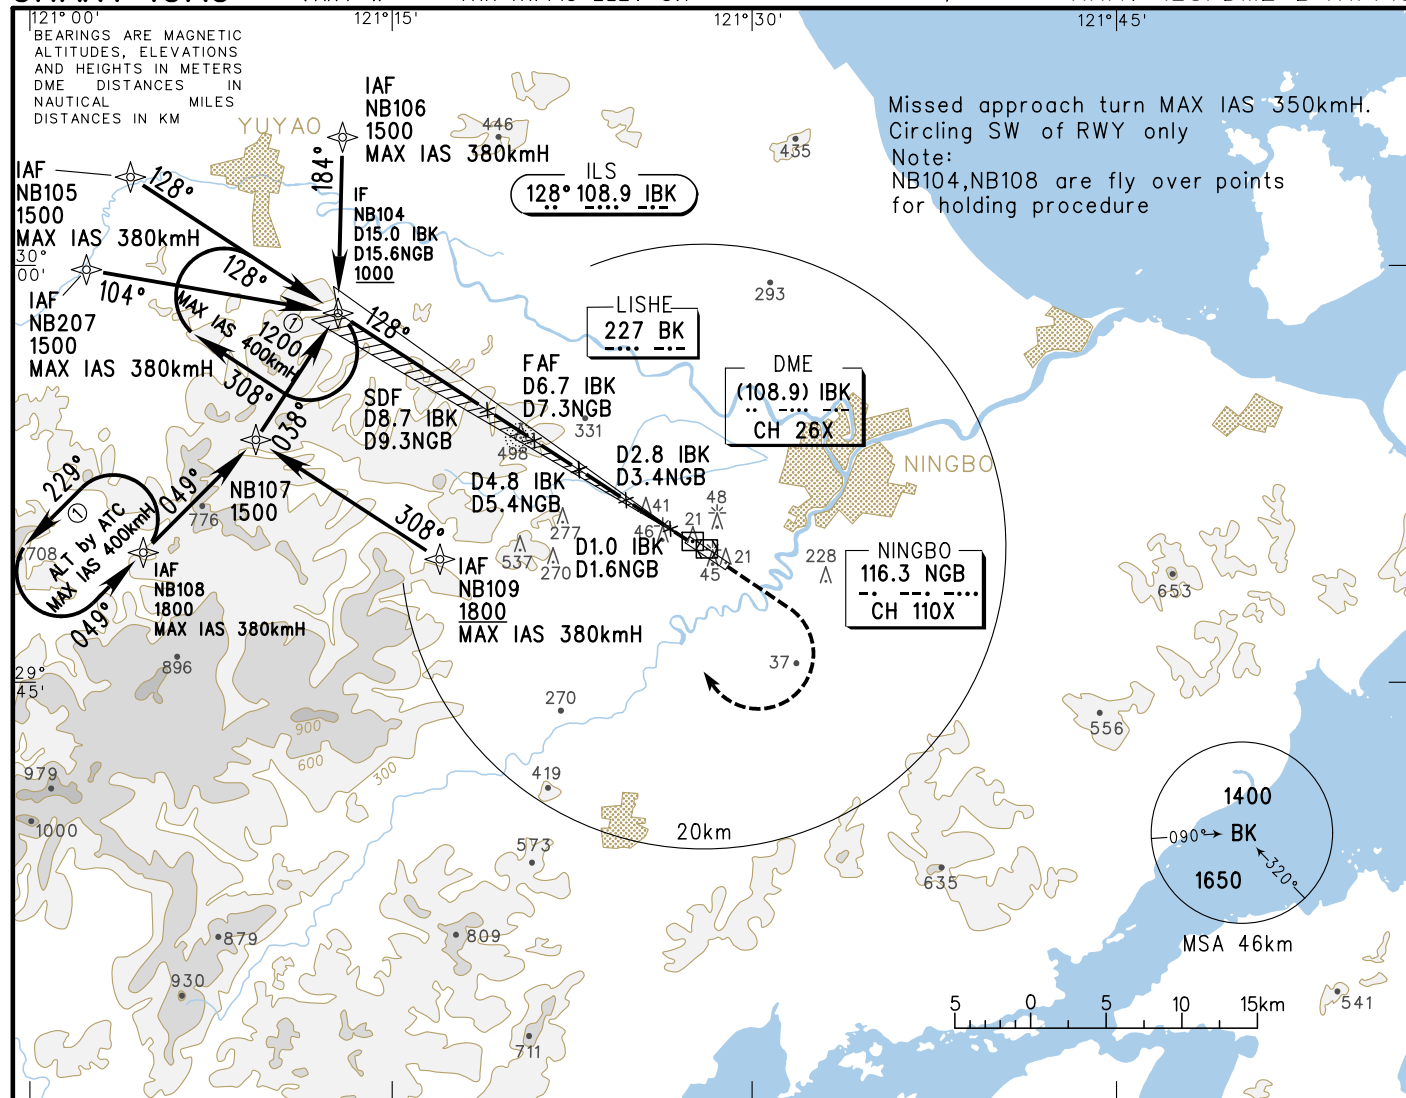 121° 00'
121°15'
121°30'
121°45'
BEARINGS ARE MAGNETIC
ALTITUDES, ELEVATIONS
AND HEIGHTS IN METERS
DME DISTANCES IN
NAUTICAL MILES
DISTANCES IN KM
YUYAO
IAF
NB106
1500
MAX IAS 380kmH
184°
446
435
Missed approach turn MAX IAS 350kmH.
Circling SW of RWY only
Note:
NB104,NB108 are fly over points
for holding procedure
ILS
128° 108.9 IBK
IAF
NB105
1500
MAX IAS 380kmH
128°
IF
NB104
D15.0 IBK
D15.6NGB
1000
30°
00'
IAF
NB207
1500
MAX IAS 380kmH
104°
128°
MAX IAS 400kmH
1
1200
308°
038°
128°
293
LISHE
227 BK
DME
(108.9) IBK
CH 26X
FAF
D6.7 IBK
D7.3NGB
331
SDF
D8.7 IBK
D9.3NGB
498
D2.8 IBK
D3.4NGB
NINGBO
D4.8 IBK
D5.4NGB
41
48
46
21
21
45
277
537
270
D1.0 IBK
D1.6NGB
228
NINGBO
116.3 NGB
CH 110X
229°
049°
NB107
1500
776
1
ALT by ATC
MAX IAS 400kmH
708
049°
IAF
NB108
1800
MAX IAS 380kmH
308°
IAF
NB109
1800
MAX IAS 380kmH
653
896
37
29°
45'
270
556
900
600
300
979
419
1000
20km
573
635
1400
090°
BK
320°
1650
MSA 46km
879
809
930
711
541
5 0 5 10 15km